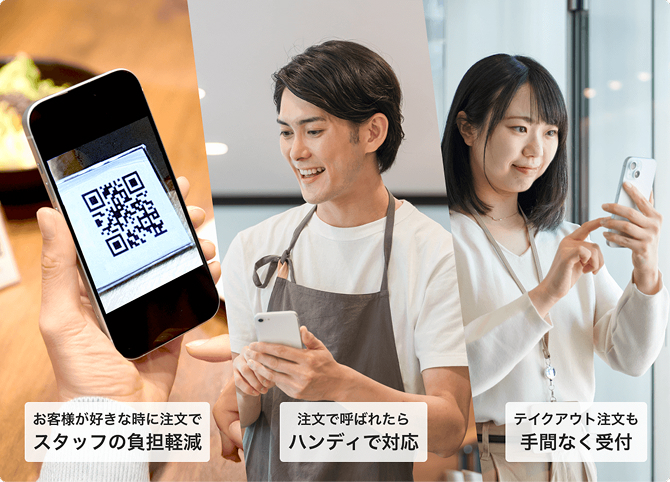 お客様が好きな時に注文で
スタッフの負担軽減
注文で呼ばれたら
ハンディで対応
テイクアウト注文も
手間なく受付